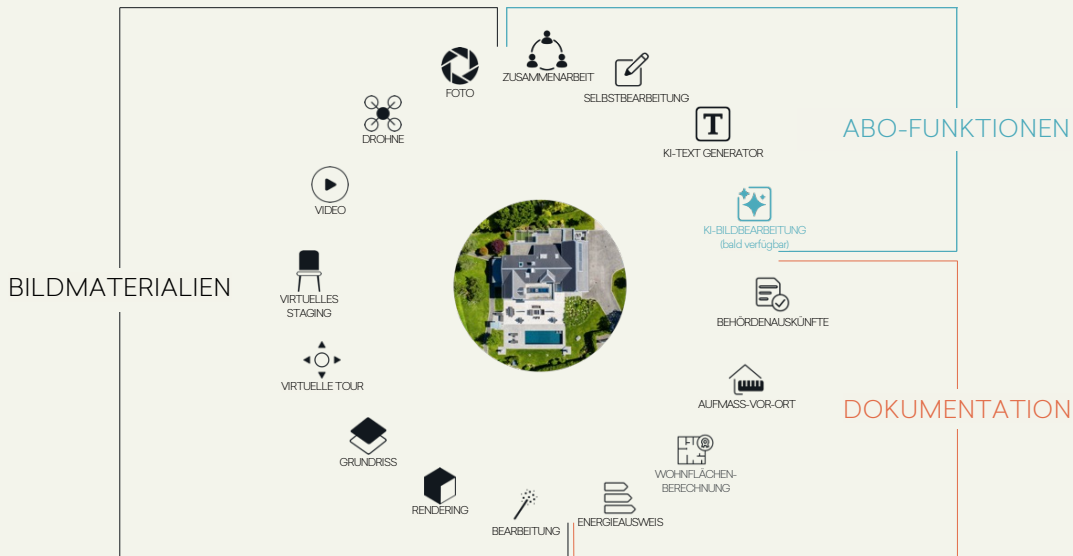 ZUSAMMENARBEIT
FOTO
SELBSTBEARBEITUNG
DROHNE
ABO-FUNKTIONEN
T
KI-TEXT GENERATOR
VIDEO
KI-BILDBEARBEITUNG
(bald verfügbar)
BILDMATERIALIEN
VIRTUELLES
STAGING
BEHÖRDENAUSKÜNFTE
VIRTUELLE TOUR
AUFMASS-VOR-ORT
DOKUMENTATION
GRUNDRISS
WOHNFLÄCHEN-
BERECHNUNG
RENDERING
BEARBEITUNG
ENERGIEAUSWEIS